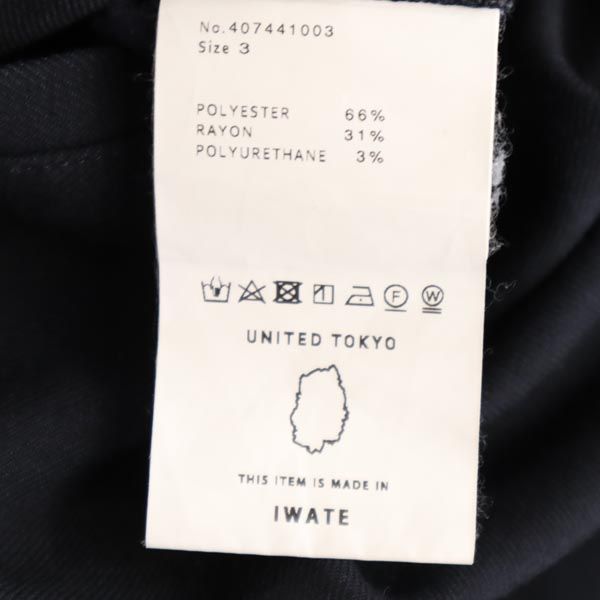 No.407441003
Size 3
POLYESTER 66%
RAYON 31%
POLYURETHANE 3%
F W
UNITED TOKYO
THIS ITEM IS MADE IN
IWATE